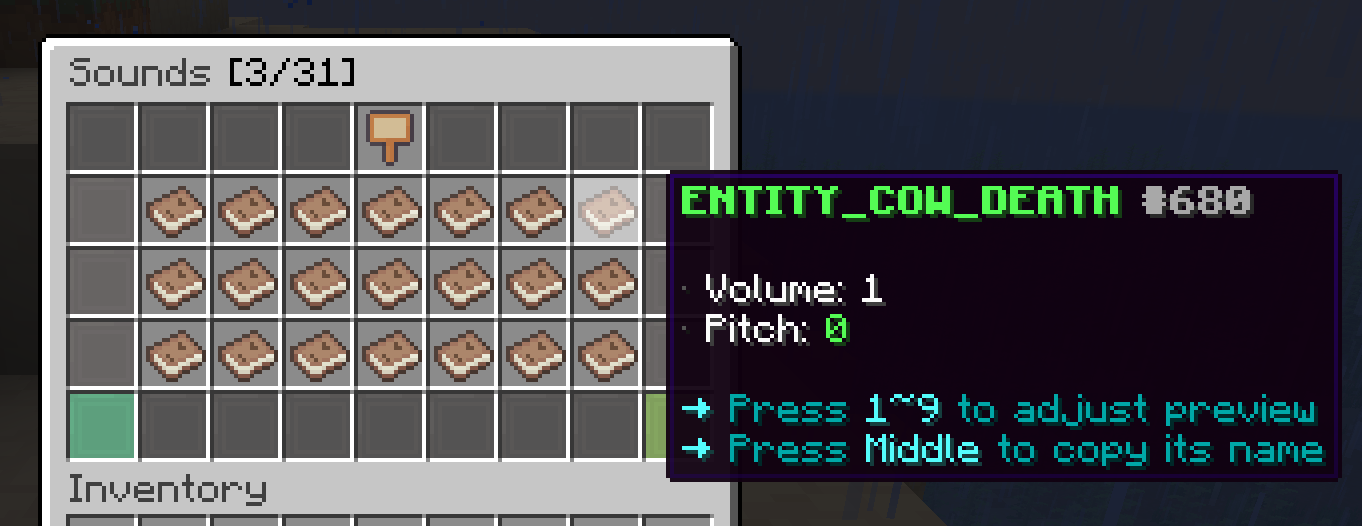 Sounds [3/31]
ENTITY_COW_DEATH #680
· Volume: 1
· Pitch: 0
→ Press 1~9 to adjust preview
→ Press Middle to copy its name
Inventory